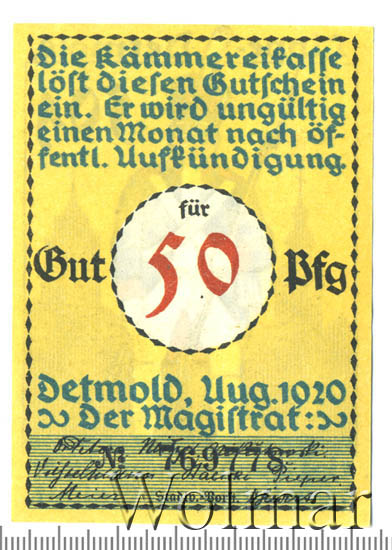 Die Kämmereikasse
löst diesen Gutschein
ein. Er wird ungültig
einen Monat nach öf-
fentl. Aufkündigung.
für
Gut 50 Pfg
Detmold, Aug. 1920
Der Magistrat:
№ 769778
Meier
Wolmar